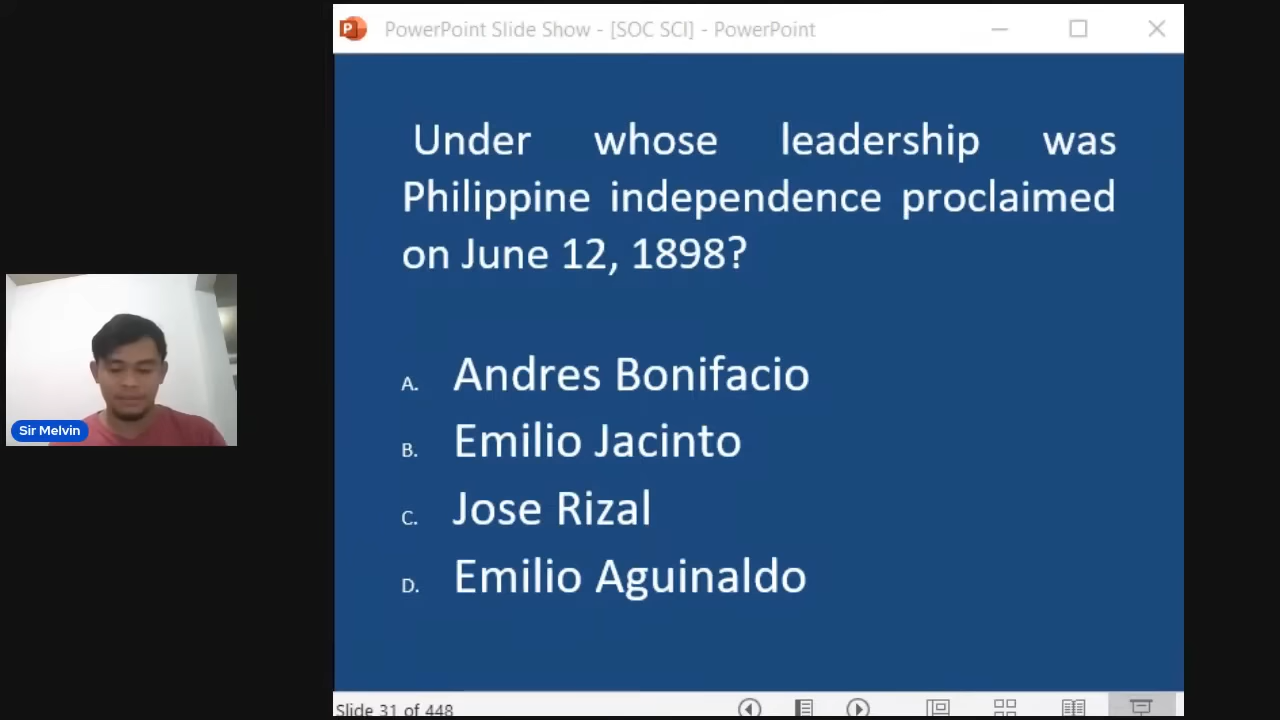 PowerPoint Slide Show - [SOC SCI] - PowerPoint
Under whose leadership was
Philippine independence proclaimed
on June 12, 1898?
A. Andres Bonifacio
B. Emilio Jacinto
C. Jose Rizal
D. Emilio Aguinaldo
Sir Melvin
Slide 31 of 448